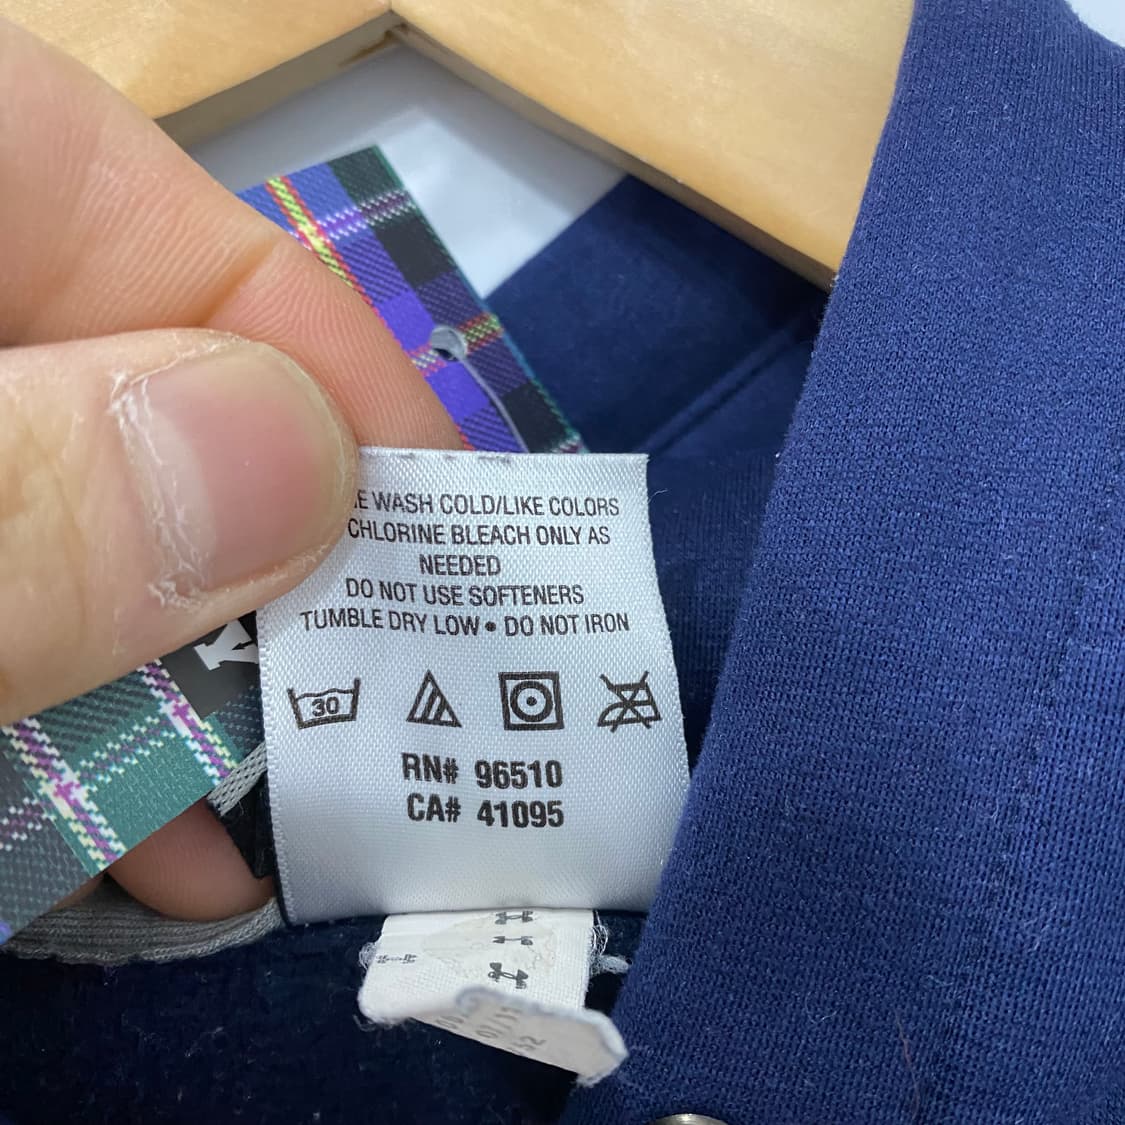 WASH COLD/LIKE COLORS
CHLORINE BLEACH ONLY AS
NEEDED
DO NOT USE SOFTENERS
TUMBLE DRY LOW • DO NOT IRON
30
RN# 96510
CA# 41095